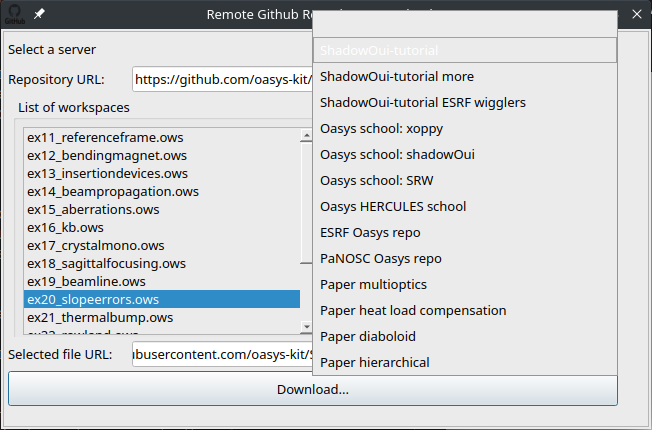 GitHub
Remote Github R
Select a server
Repository URL:
https://github.com/oasys-kit/
List of workspaces
ex11_referenceframe.ows
ex12_bendingmagnet.ows
ex13_insertiondevices.ows
ex14_beampropagation.ows
ex15_aberrations.ows
ex16_kb.ows
ex17_crystalmono.ows
ex18_sagittalfocusing.ows
ex19_beamline.ows
ex20_slopeerrors.ows
ex21_thermalbump.ows
Selected file URL:
ubusercontent.com/oasys-kit/
Download...
ShadowOui-tutorial
ShadowOui-tutorial more
ShadowOui-tutorial ESRF wigglers
Oasys school: xoppy
Oasys school: shadowOui
Oasys school: SRW
Oasys HERCULES school
ESRF Oasys repo
PaNOSC Oasys repo
Paper multioptics
Paper heat load compensation
Paper diaboloid
Paper hierarchical